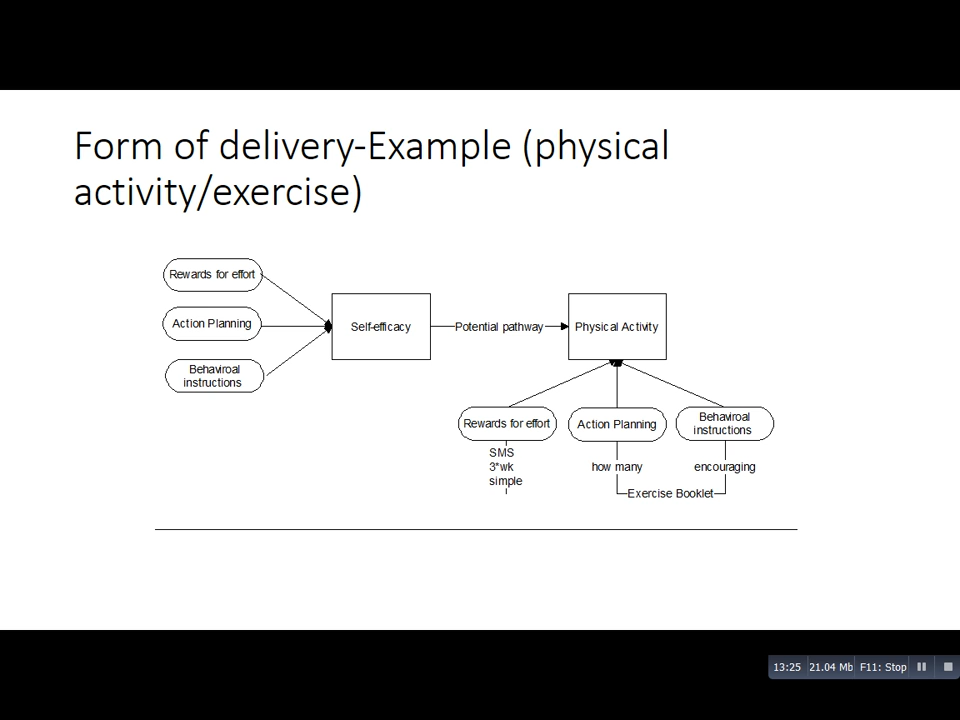 Form of delivery-Example (physical
activity/exercise)
Rewards for effort
Action Planning
Behaviroal
instructions
Self-efficacy
Potential pathway
Physical Activity
Rewards for effort
Action Planning
Behaviroal
instructions
SMS
3*wk
simple
how many
encouraging
Exercise Booklet
13:25 21.04 Mb F11: Stop